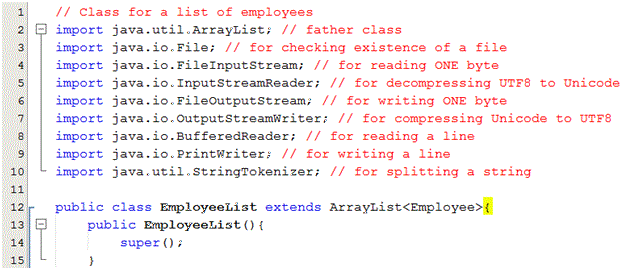 1 // Class for a list of employees
2 import java.util.ArrayList; // father class
3 import java.io.File; // for checking existence of a file
4 import java.io.FileInputStream; // for reading ONE byte
5 import java.io.InputStreamReader; // for decompressing UTF8 to Unicode
6 import java.io.FileOutputStream; // for writing ONE byte
7 import java.io.OutputStreamWriter; // for compressing Unicode to UTF8
8 import java.io.BufferedReader; // for reading a line
9 import java.io.PrintWriter; // for writing a line
10 import java.util.StringTokenizer; // for splitting a string
11
12 public class EmployeeList extends ArrayList<Employee>{
13 public EmployeeList(){
14 super();
15 }